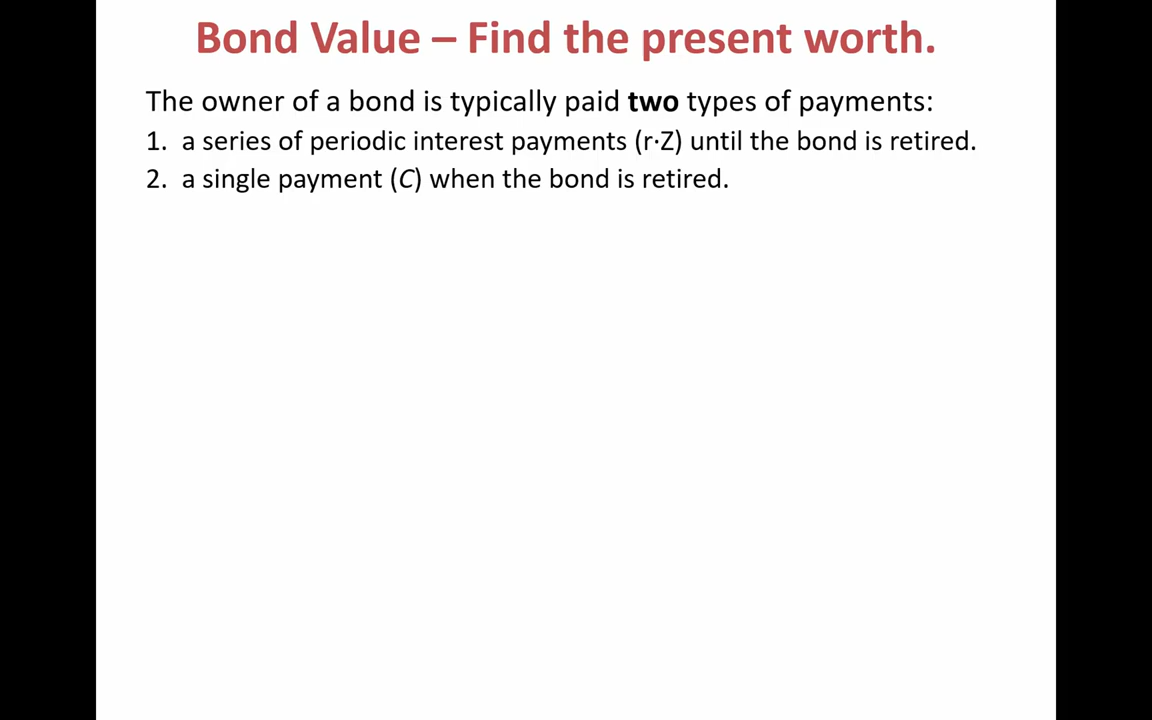 Bond Value – Find the present worth.
The owner of a bond is typically paid two types of payments:
1. a series of periodic interest payments (r·Z) until the bond is retired.
2. a single payment (C) when the bond is retired.